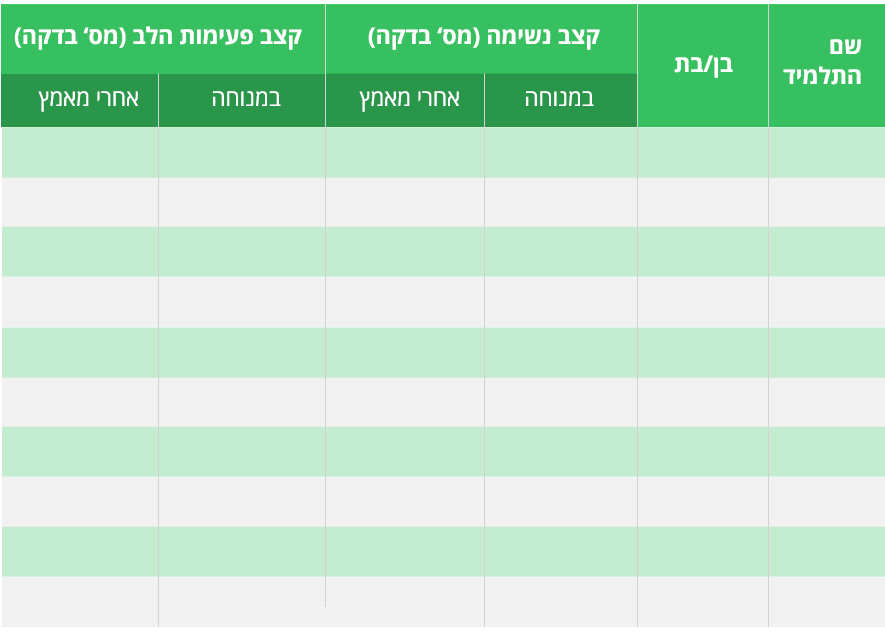 שם
התלמיד
בן/בת
קצב נשימה (מס' בדקה)
קצב פעימות הלב (מס' בדקה)
במנוחה
אחרי מאמץ
במנוחה
אחרי מאמץ